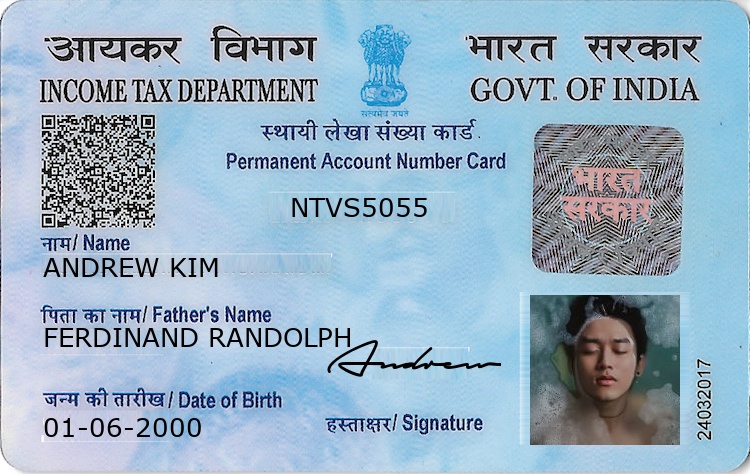 आयकर विभाग
INCOME TAX DEPARTMENT
भारत सरकार
GOVT. OF INDIA
सत्यमेव जयते
स्थायी लेखा संख्या कार्ड
Permanent Account Number Card
NTVS5055
भारत
सरकार
नाम/ Name
ANDREW KIM
पिता का नाम/ Father's Name
FERDINAND RANDOLPH
Andrew
जन्म की तारीख / Date of Birth
01-06-2000
हस्ताक्षर/ Signature
24032017